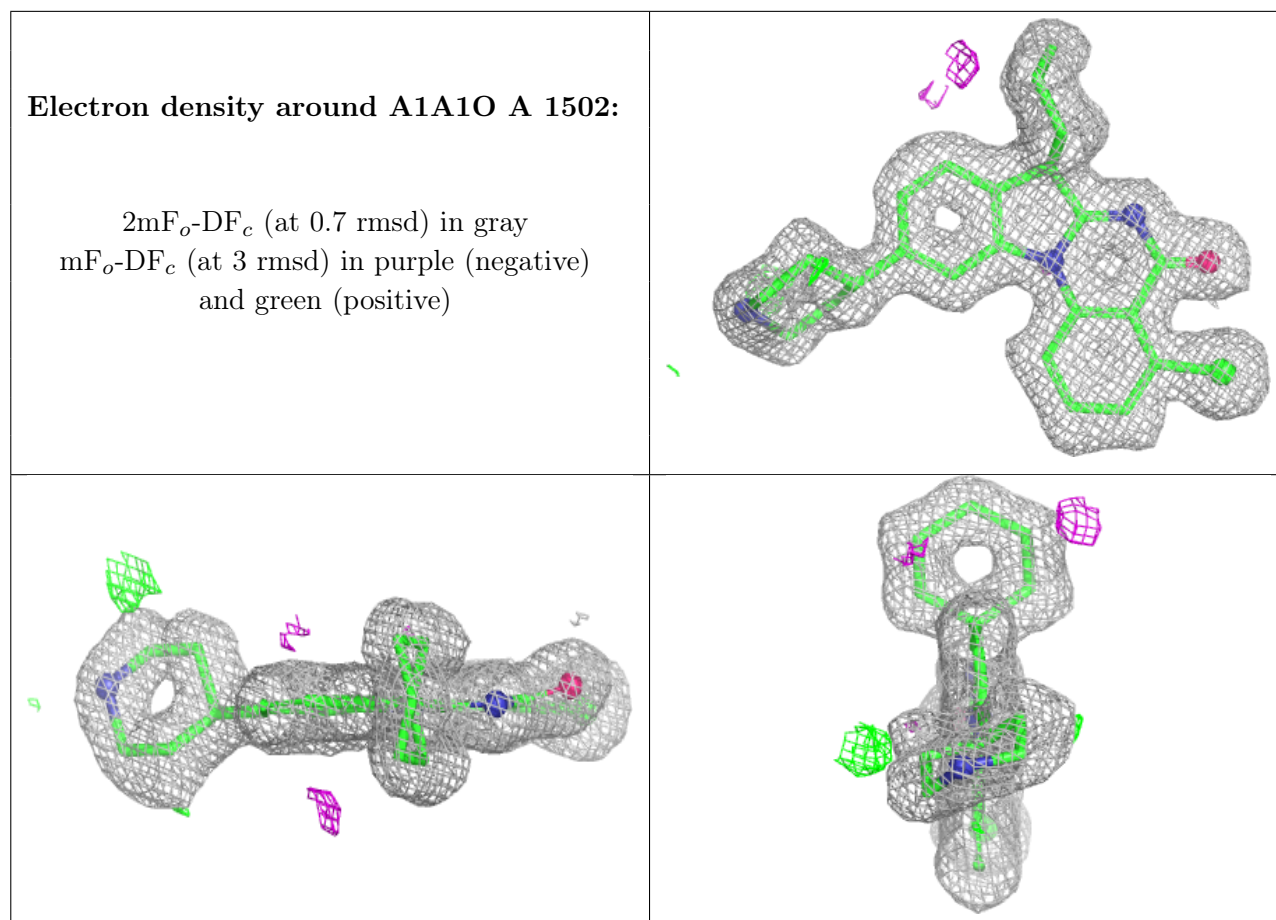 Electron density around A1A1O A 1502:
2mFo-DFc (at 0.7 rmsd) in gray
mFo-DFc (at 3 rmsd) in purple (negative)
and green (positive)